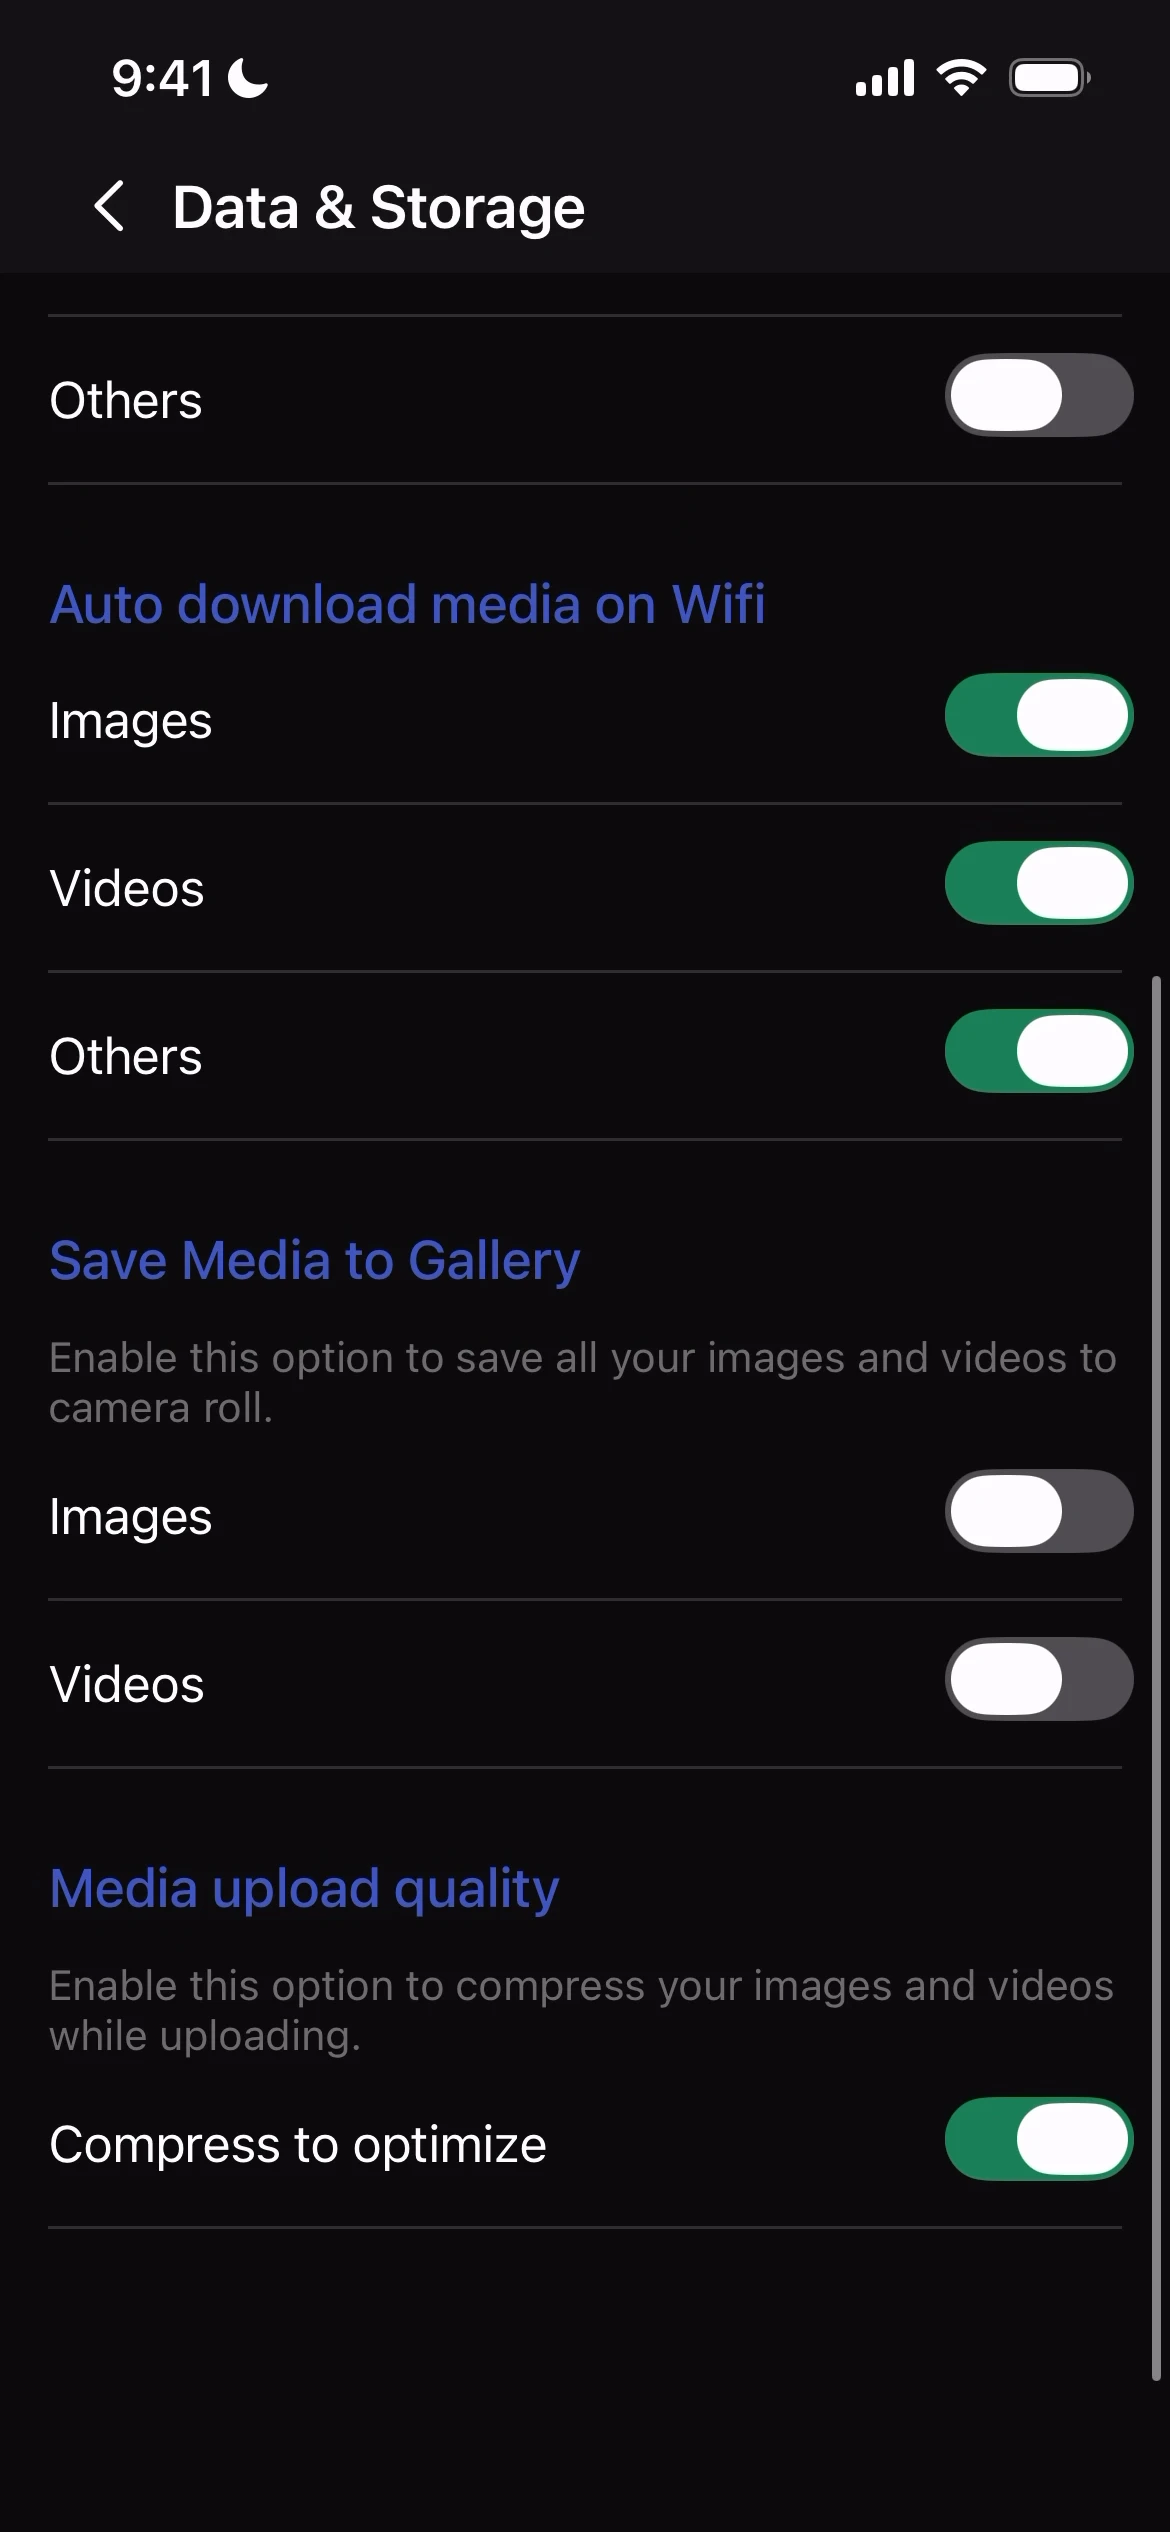 9:41
Data & Storage
Others
Auto download media on Wifi
Images
Videos
Others
Save Media to Gallery
Enable this option to save all your images and videos to
camera roll.
Images
Videos
Media upload quality
Enable this option to compress your images and videos
while uploading.
Compress to optimize